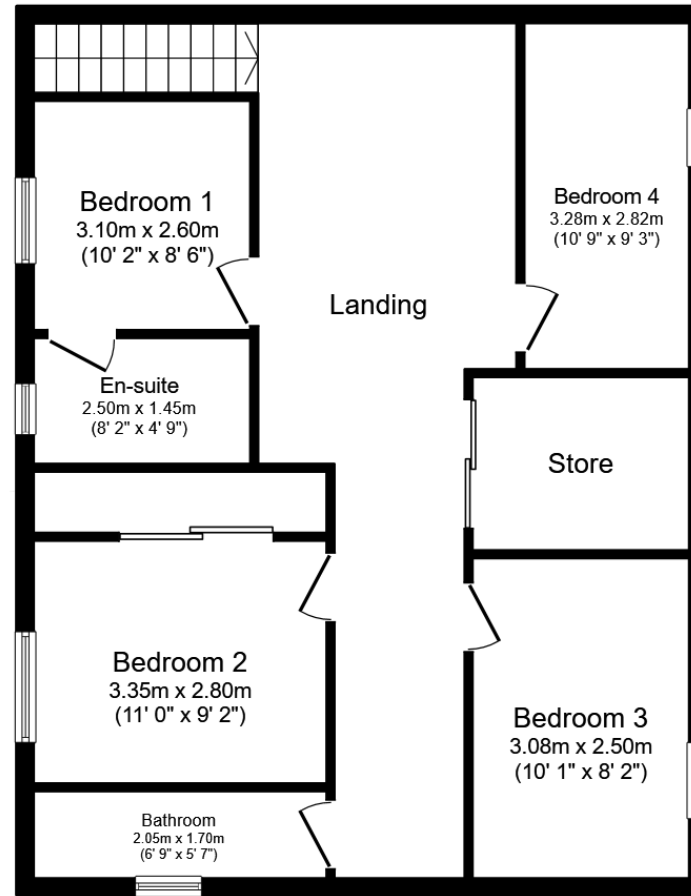 Bedroom 1
3.10m x 2.60m
(10' 2" x 8' 6")
Bedroom 4
3.28m x 2.82m
(10' 9" x 9' 3")
Landing
En-suite
2.50m x 1.45m
(8' 2" x 4' 9")
Store
Bedroom 2
3.35m x 2.80m
(11' 0" x 9' 2")
Bedroom 3
3.08m x 2.50m
(10' 1" x 8' 2")
Bathroom
2.05m x 1.70m
(6' 9" x 5' 7")